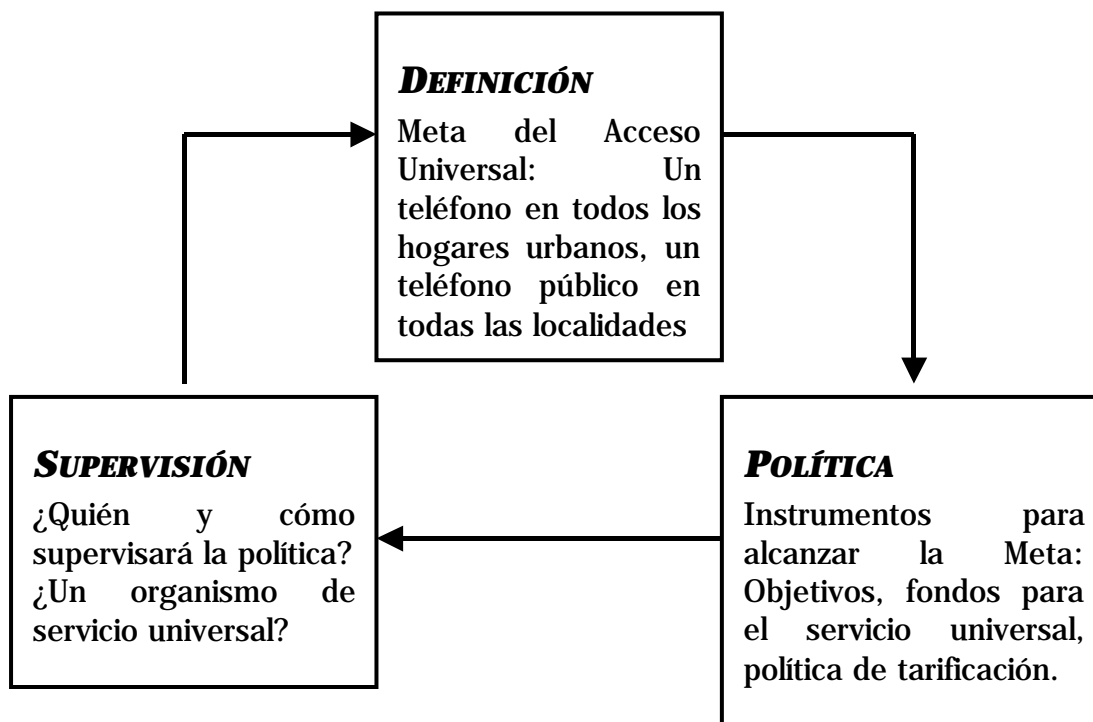 DEFINICIÓN
Meta del Acceso
Universal: Un
teléfono en todos los
hogares urbanos, un
teléfono público en
todas las localidades
SUPERVISIÓN
¿Quién y cómo
supervisará la política?
¿Un organismo de
servicio universal?
POLÍTICA
Instrumentos para
alcanzar la Meta:
Objetivos, fondos para
el servicio universal,
política de tarificación.